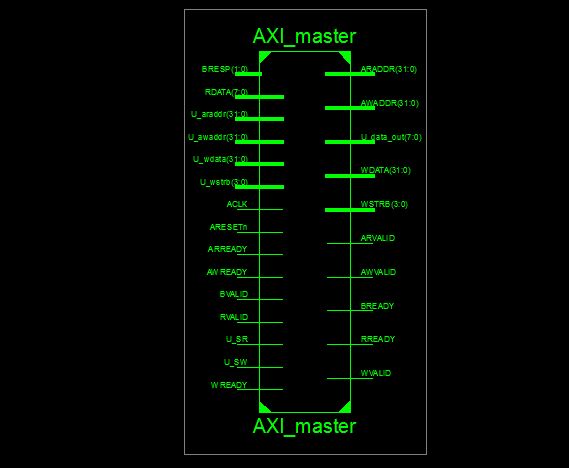 AXI_master
BRESP(1:0)
RDATA(7:0)
U_araddr(31:0)
U_awaddr(31:0)
U_wdata(31:0)
U_wstrb(3:0)
ACLK
ARESETn
ARREADY
AWREADY
BVALID
RVALID
U_SR
U_SW
WREADY
ARADDR(31:0)
AWADDR(31:0)
U_data_out(7:0)
WDATA(31:0)
WSTRB(3:0)
ARVALID
AWVALID
BREADY
RREADY
WVALID
AXI_master